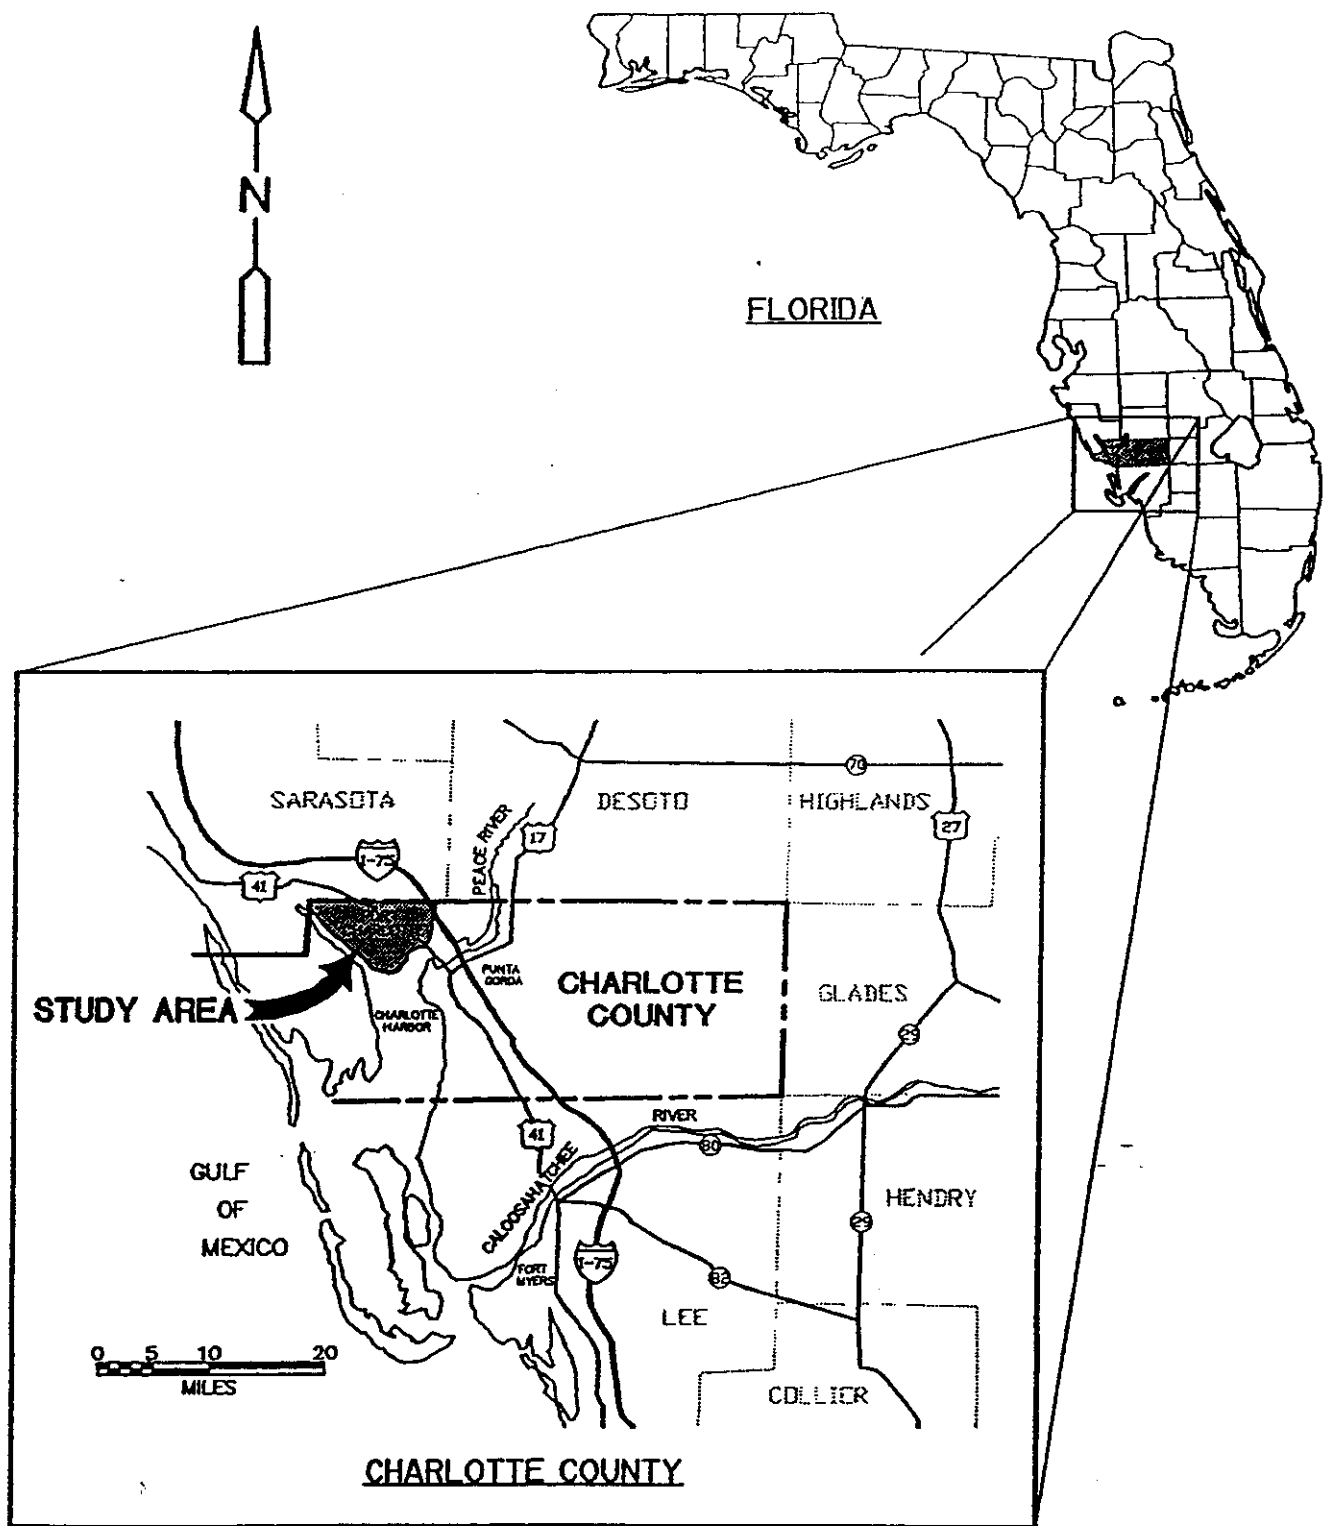 N
FLORIDA
SARASOTA
DESOTO
70
HIGHLANDS
PEACE RIVER
17
27
I-75
41
PUNTA
GORDA
CHARLOTTE
COUNTY
GLADES
STUDY AREA
CHARLOTTE
HARBOR
29
RIVER
41
80
CALOOSAHATCHEE
GULF
OF
MEXICO
HENDRY
29
FORT
MYERS
I-75
82
LEE
0 5 10 20
MILES
COLLIER
CHARLOTTE COUNTY